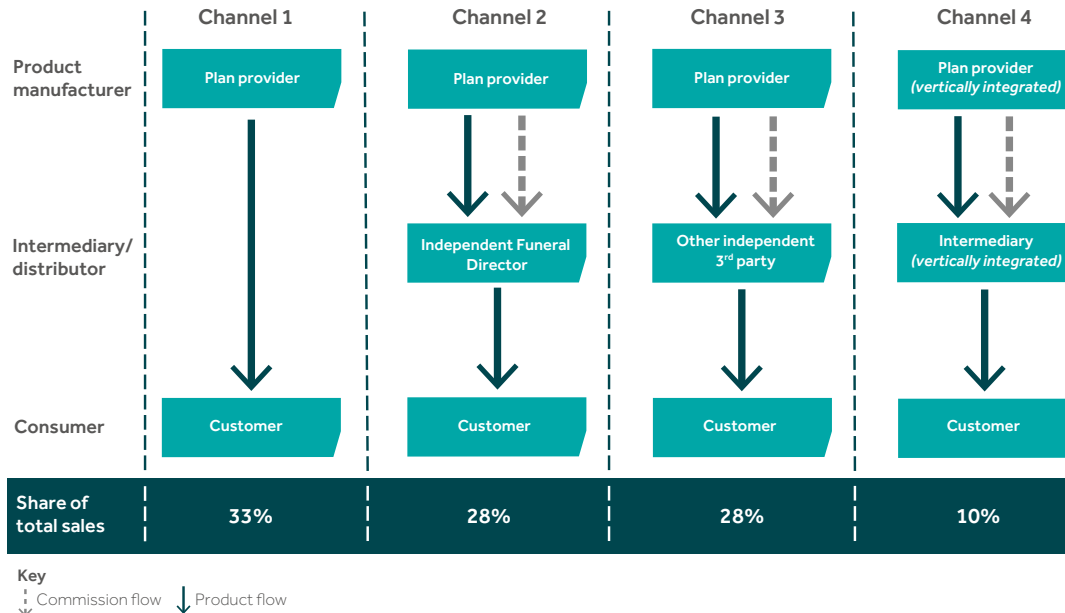 Channel 1
Channel 2
Channel 3
Channel 4
Product
manufacturer
Plan provider
Plan provider
Plan provider
Plan provider
(vertically integrated)
Intermediary/
distributor
Independent Funeral
Director
Other independent
3rd party
Intermediary
(vertically integrated)
Consumer
Customer
Customer
Customer
Customer
Share of
total sales
33%
28%
28%
10%
Key
Commission flow
Product flow